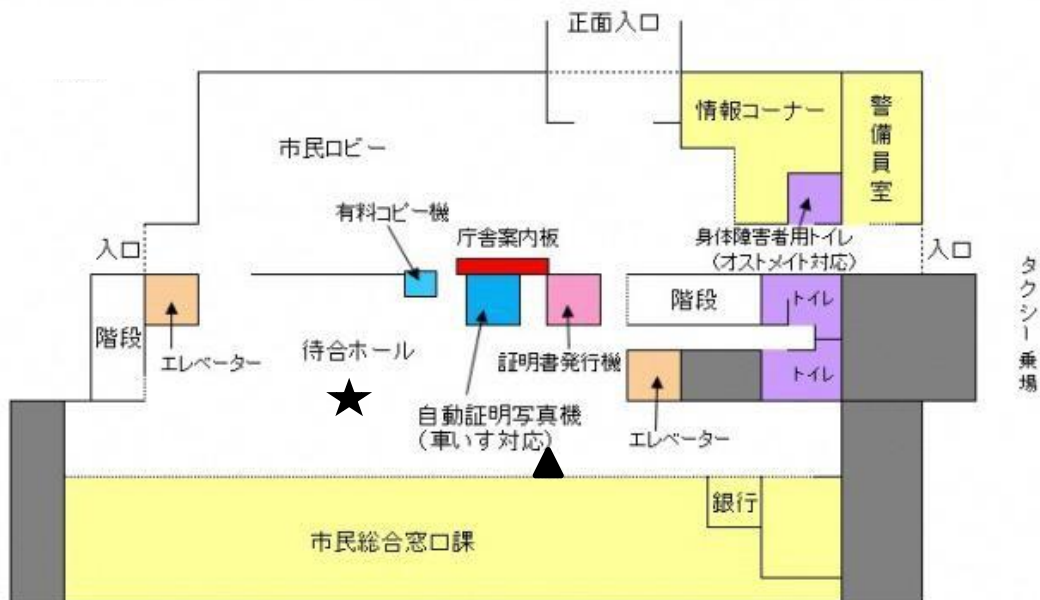 正面入口
情報コーナー
警備員室
市民ロビー
有料コピー機
庁舎案内板
身体障害者用トイレ
(オストメイト対応)
入口
入口
タクシー乗場
階段
エレベーター
待合ホール
証明書発行機
階段
トイレ
トイレ
自動証明写真機
(車いす対応)
エレベーター
銀行
市民総合窓口課